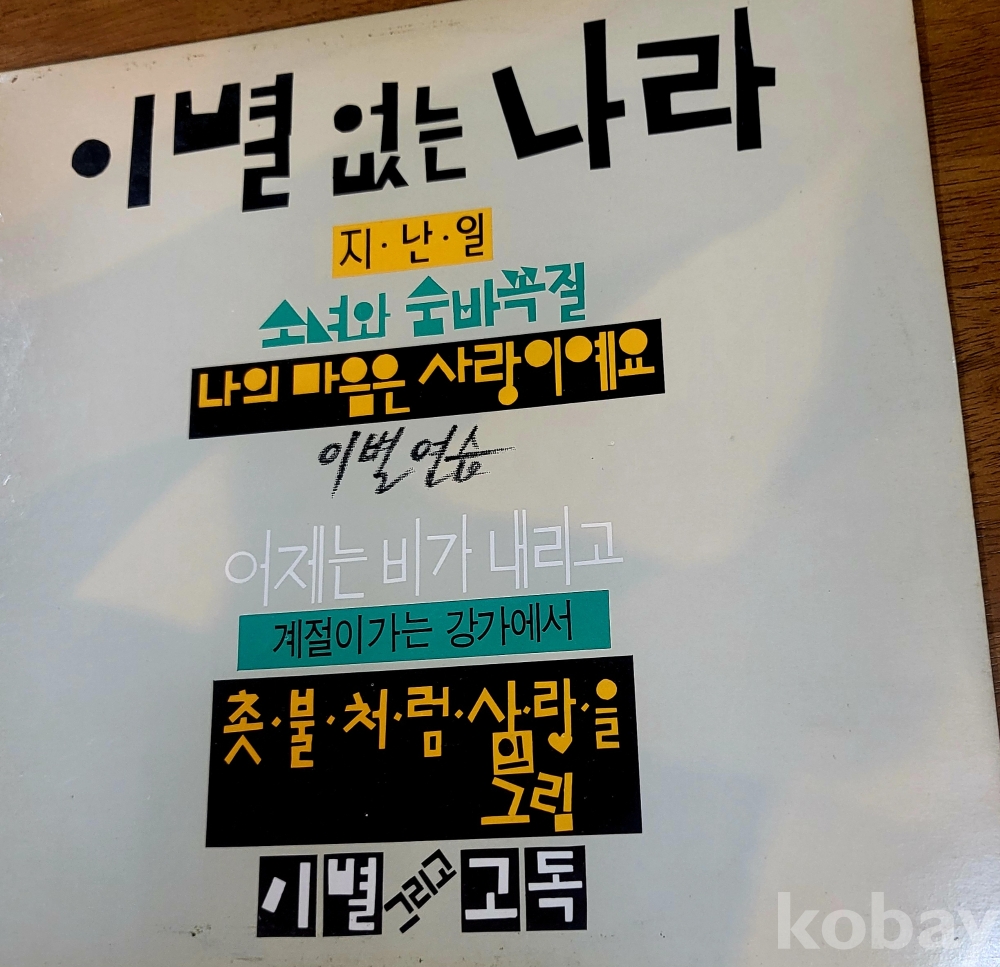 이별 없는 나라
지·난·일
소녀와 숨바꼭질
나의 마음은 사랑이예요
이별연습
어제는 비가 내리고
계절이가는 강가에서
촛·불·처·럼·사·랑·을
삶의
그림
이별 그리고 고독
kobay